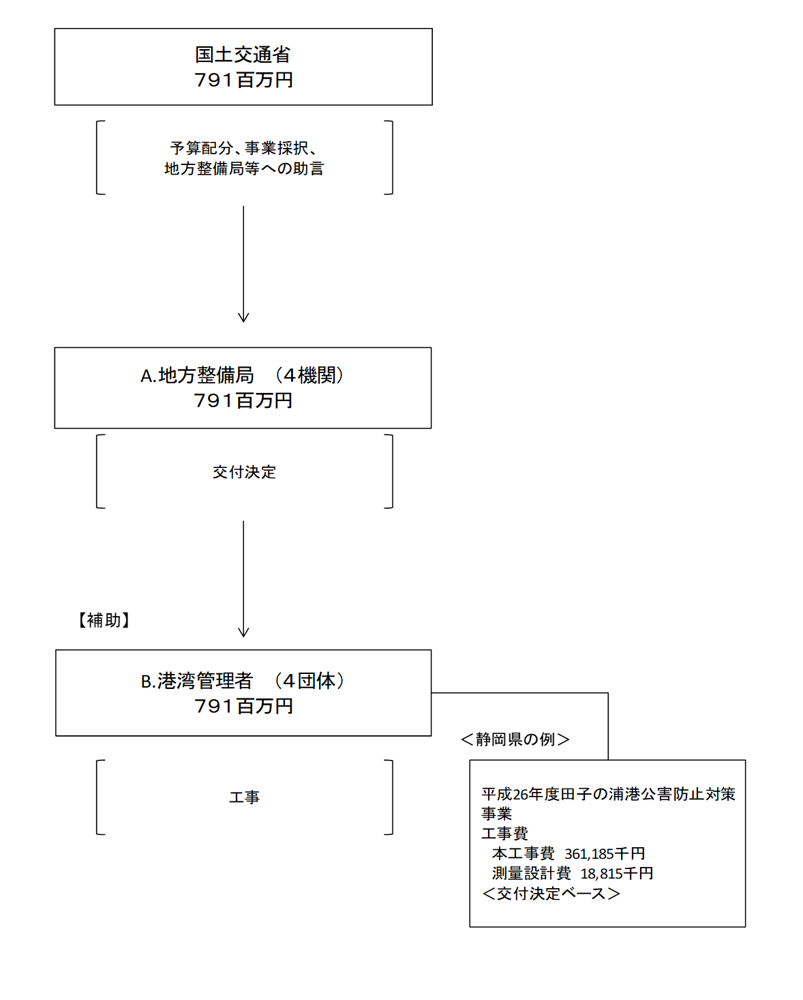 国土交通省
７９１百万円
予算配分、事業採択、
地方整備局等への助言
A.地方整備局　（４機関）
７９１百万円
交付決定
【補助】
B.港湾管理者　（４団体）
７９１百万円
＜静岡県の例＞
工事
平成26年度田子の浦港公害防止対策
事業
工事費
　本工事費　361,185千円
　測量設計費　18,815千円
＜交付決定ベース＞